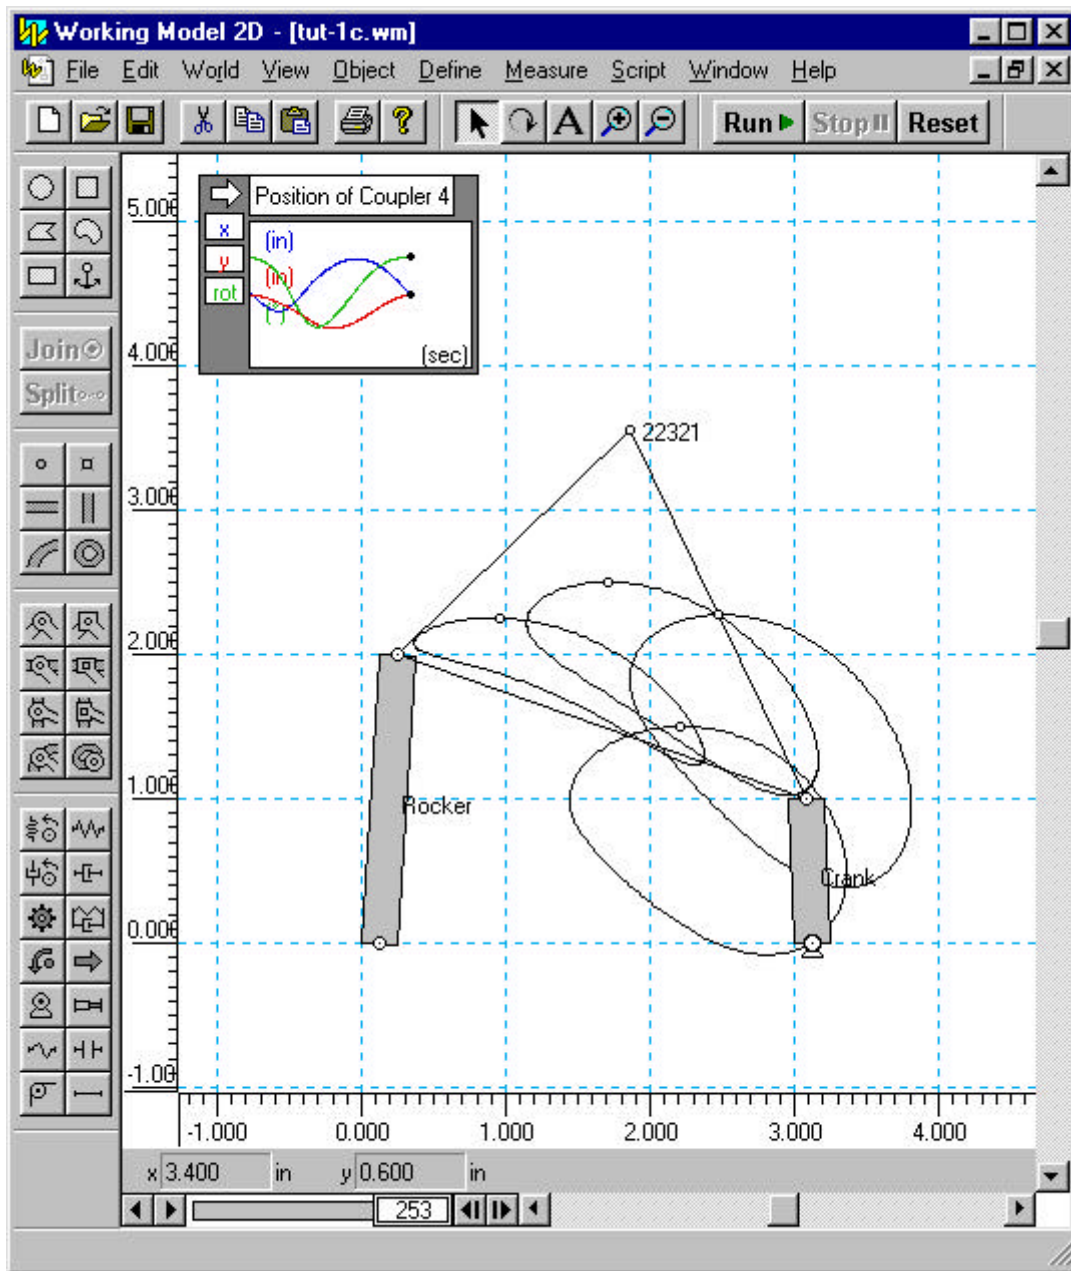 Working Model 2D - [tut-1c.wm]
File Edit World View Object Define Measure Script Window Help
A Run Stop Reset
Position of Coupler 4
x (in)
y (in)
rot
(sec)
Join
Split
5.000
4.000
3.000
2.000
1.000
0.000
-1.00
22321
Rocker
Crank
-1.000 0.000 1.000 2.000 3.000 4.000
x 3.400 in y 0.600 in
253